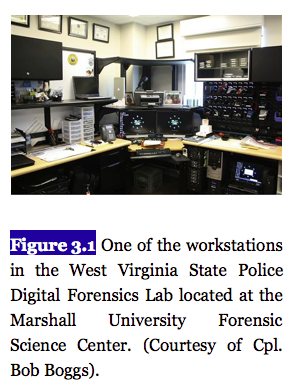 Figure 3.1 One of the workstations
in the West Virginia State Police
Digital Forensics Lab located at the
Marshall University Forensic
Science Center. (Courtesy of Cpl.
Bob Boggs).